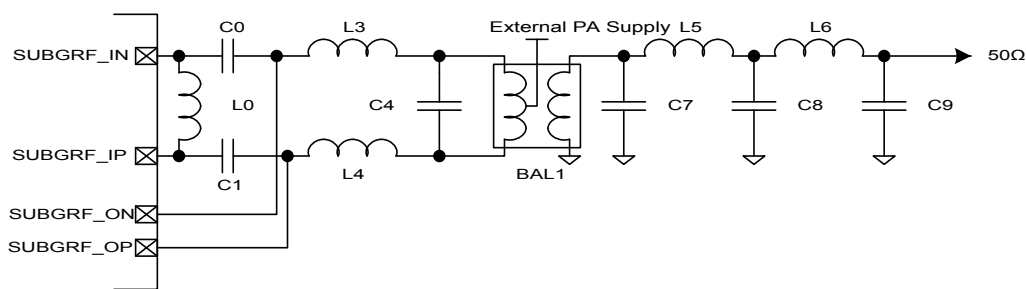 C0
L3
External PA Supply
L5
L6
SUBGRF_IN
50Ω
L0
C4
C7
C8
C9
SUBGRF_IP
C1
L4
BAL1
SUBGRF_ON
SUBGRF_OP